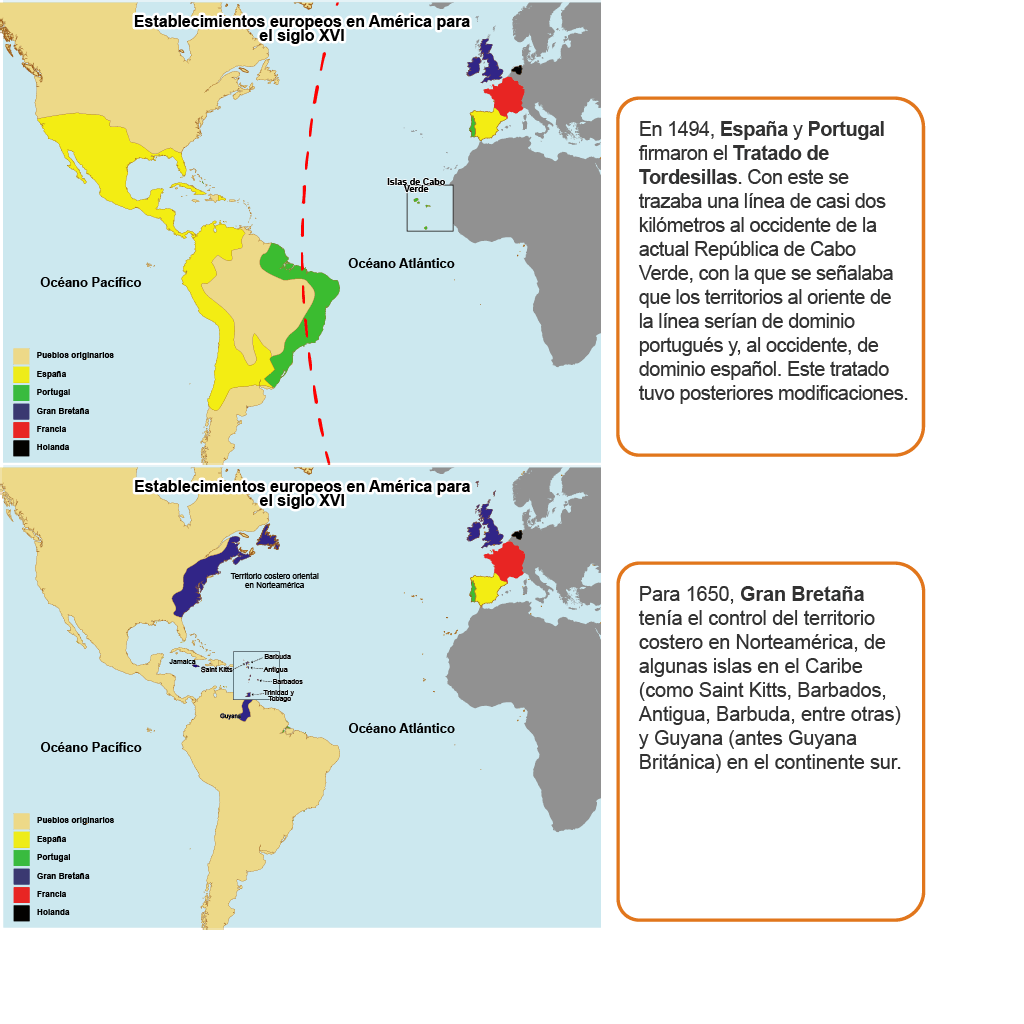 Establecimientos europeos en América para
el siglo XVI
Islas de Cabo
Verde
Océano Pacífico
Océano Atlántico
Pueblos originarios
España
Portugal
Gran Bretaña
Francia
Holanda
En 1494, España y Portugal
firmaron el Tratado de
Tordesillas. Con este se
trazaba una línea de casi dos
kilómetros al occidente de la
actual República de Cabo
Verde, con la que se señalaba
que los territorios al oriente de
la línea serían de dominio
portugués y, al occidente, de
dominio español. Este tratado
tuvo posteriores modificaciones.
Establecimientos europeos en América para
el siglo XVI
Territorio costero oriental
en Norteamérica
Jamaica
Saint Kitts
Barbuda
Antigua
Barbados
Trinidad y
Tobago
Guyana
Océano Pacífico
Océano Atlántico
Pueblos originarios
España
Portugal
Gran Bretaña
Francia
Holanda
Para 1650, Gran Bretaña
tenía el control del territorio
costero en Norteamérica, de
algunas islas en el Caribe
(como Saint Kitts, Barbados,
Antigua, Barbuda, entre otras)
y Guyana (antes Guyana
Británica) en el continente sur.